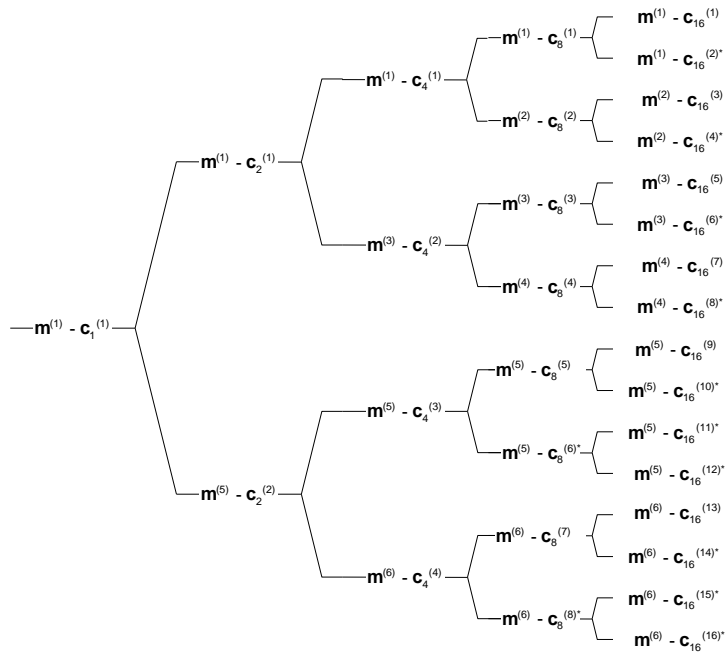 m(1) - c16(1)
m(1) - c8(1)
m(1) - c16(2)*
m(1) - c4(1)
m(2) - c16(3)
m(2) - c8(2)
m(2) - c16(4)*
m(1) - c2(1)
m(3) - c16(5)
m(3) - c8(3)
m(3) - c16(6)*
m(3) - c4(2)
m(4) - c16(7)
m(4) - c8(4)
m(4) - c16(8)*
m(1) - c1(1)
m(5) - c16(9)
m(5) - c8(5)
m(5) - c16(10)*
m(5) - c4(3)
m(5) - c16(11)*
m(5) - c8(6)*
m(5) - c16(12)*
m(5) - c2(2)
m(6) - c16(13)
m(6) - c8(7)
m(6) - c16(14)*
m(6) - c4(4)
m(6) - c16(15)*
m(6) - c8(8)*
m(6) - c16(16)*